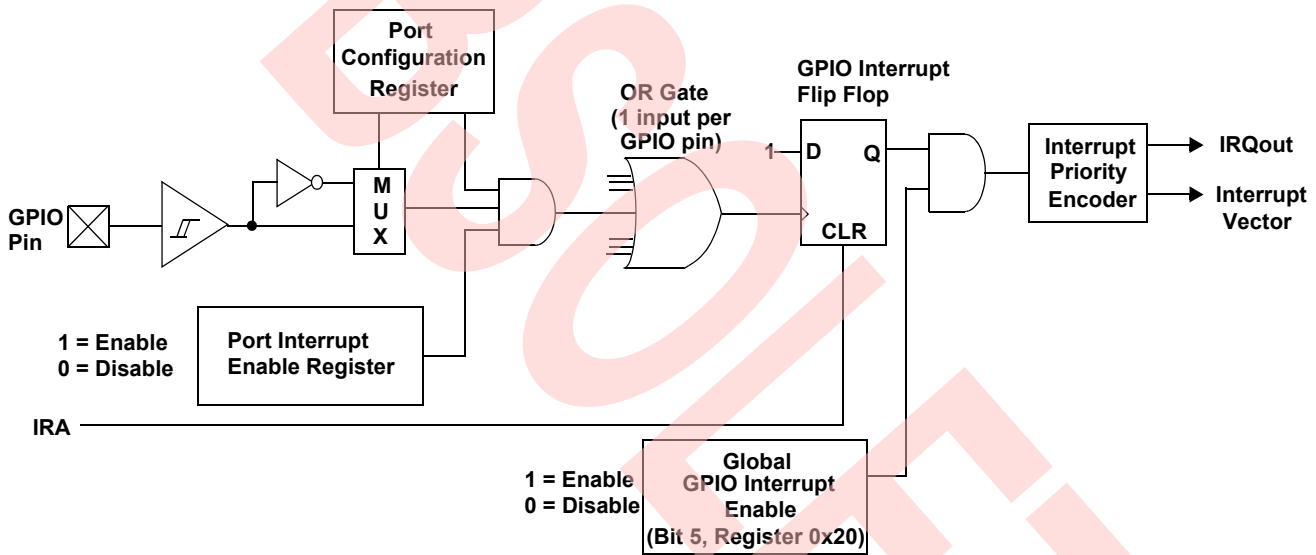 Port
Configuration
Register
GPIO Interrupt
Flip Flop
OR Gate
(1 input per
GPIO pin)
1
D
Q
CLR
M
U
X
GPIO
Pin
Interrupt
Priority
Encoder
IRQout
Interrupt
Vector
1 = Enable
0 = Disable
Port Interrupt
Enable Register
IRA
1 = Enable
0 = Disable
Global
GPIO Interrupt
Enable
(Bit 5, Register 0x20)